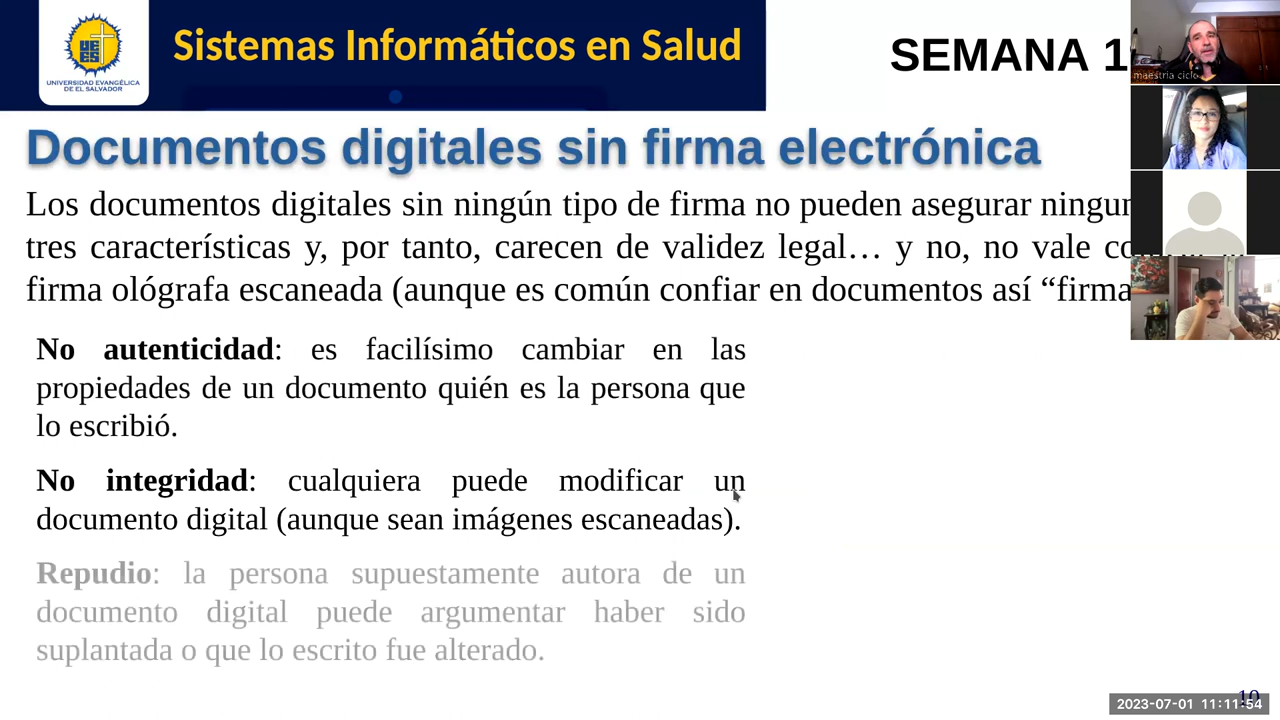 UNIVERSIDAD EVANGÉLICA
DE EL SALVADOR
Sistemas Informáticos en Salud
SEMANA 1
maestria ciclo
Documentos digitales sin firma electrónica
Los documentos digitales sin ningún tipo de firma no pueden asegurar
tres características y, por tanto, carecen de validez legal… y no, no vale
firma ológrafa escaneada (aunque es común confiar en documentos así
No autenticidad: es facilísimo cambiar en las
propiedades de un documento quién es la persona que
lo escribió.
No integridad: cualquiera puede modificar un
documento digital (aunque sean imágenes escaneadas).
Repudio: la persona supuestamente autora de un
documento digital puede argumentar haber sido
suplantada o que lo escrito fue alterado.
10
2023-07-01 11:11:54